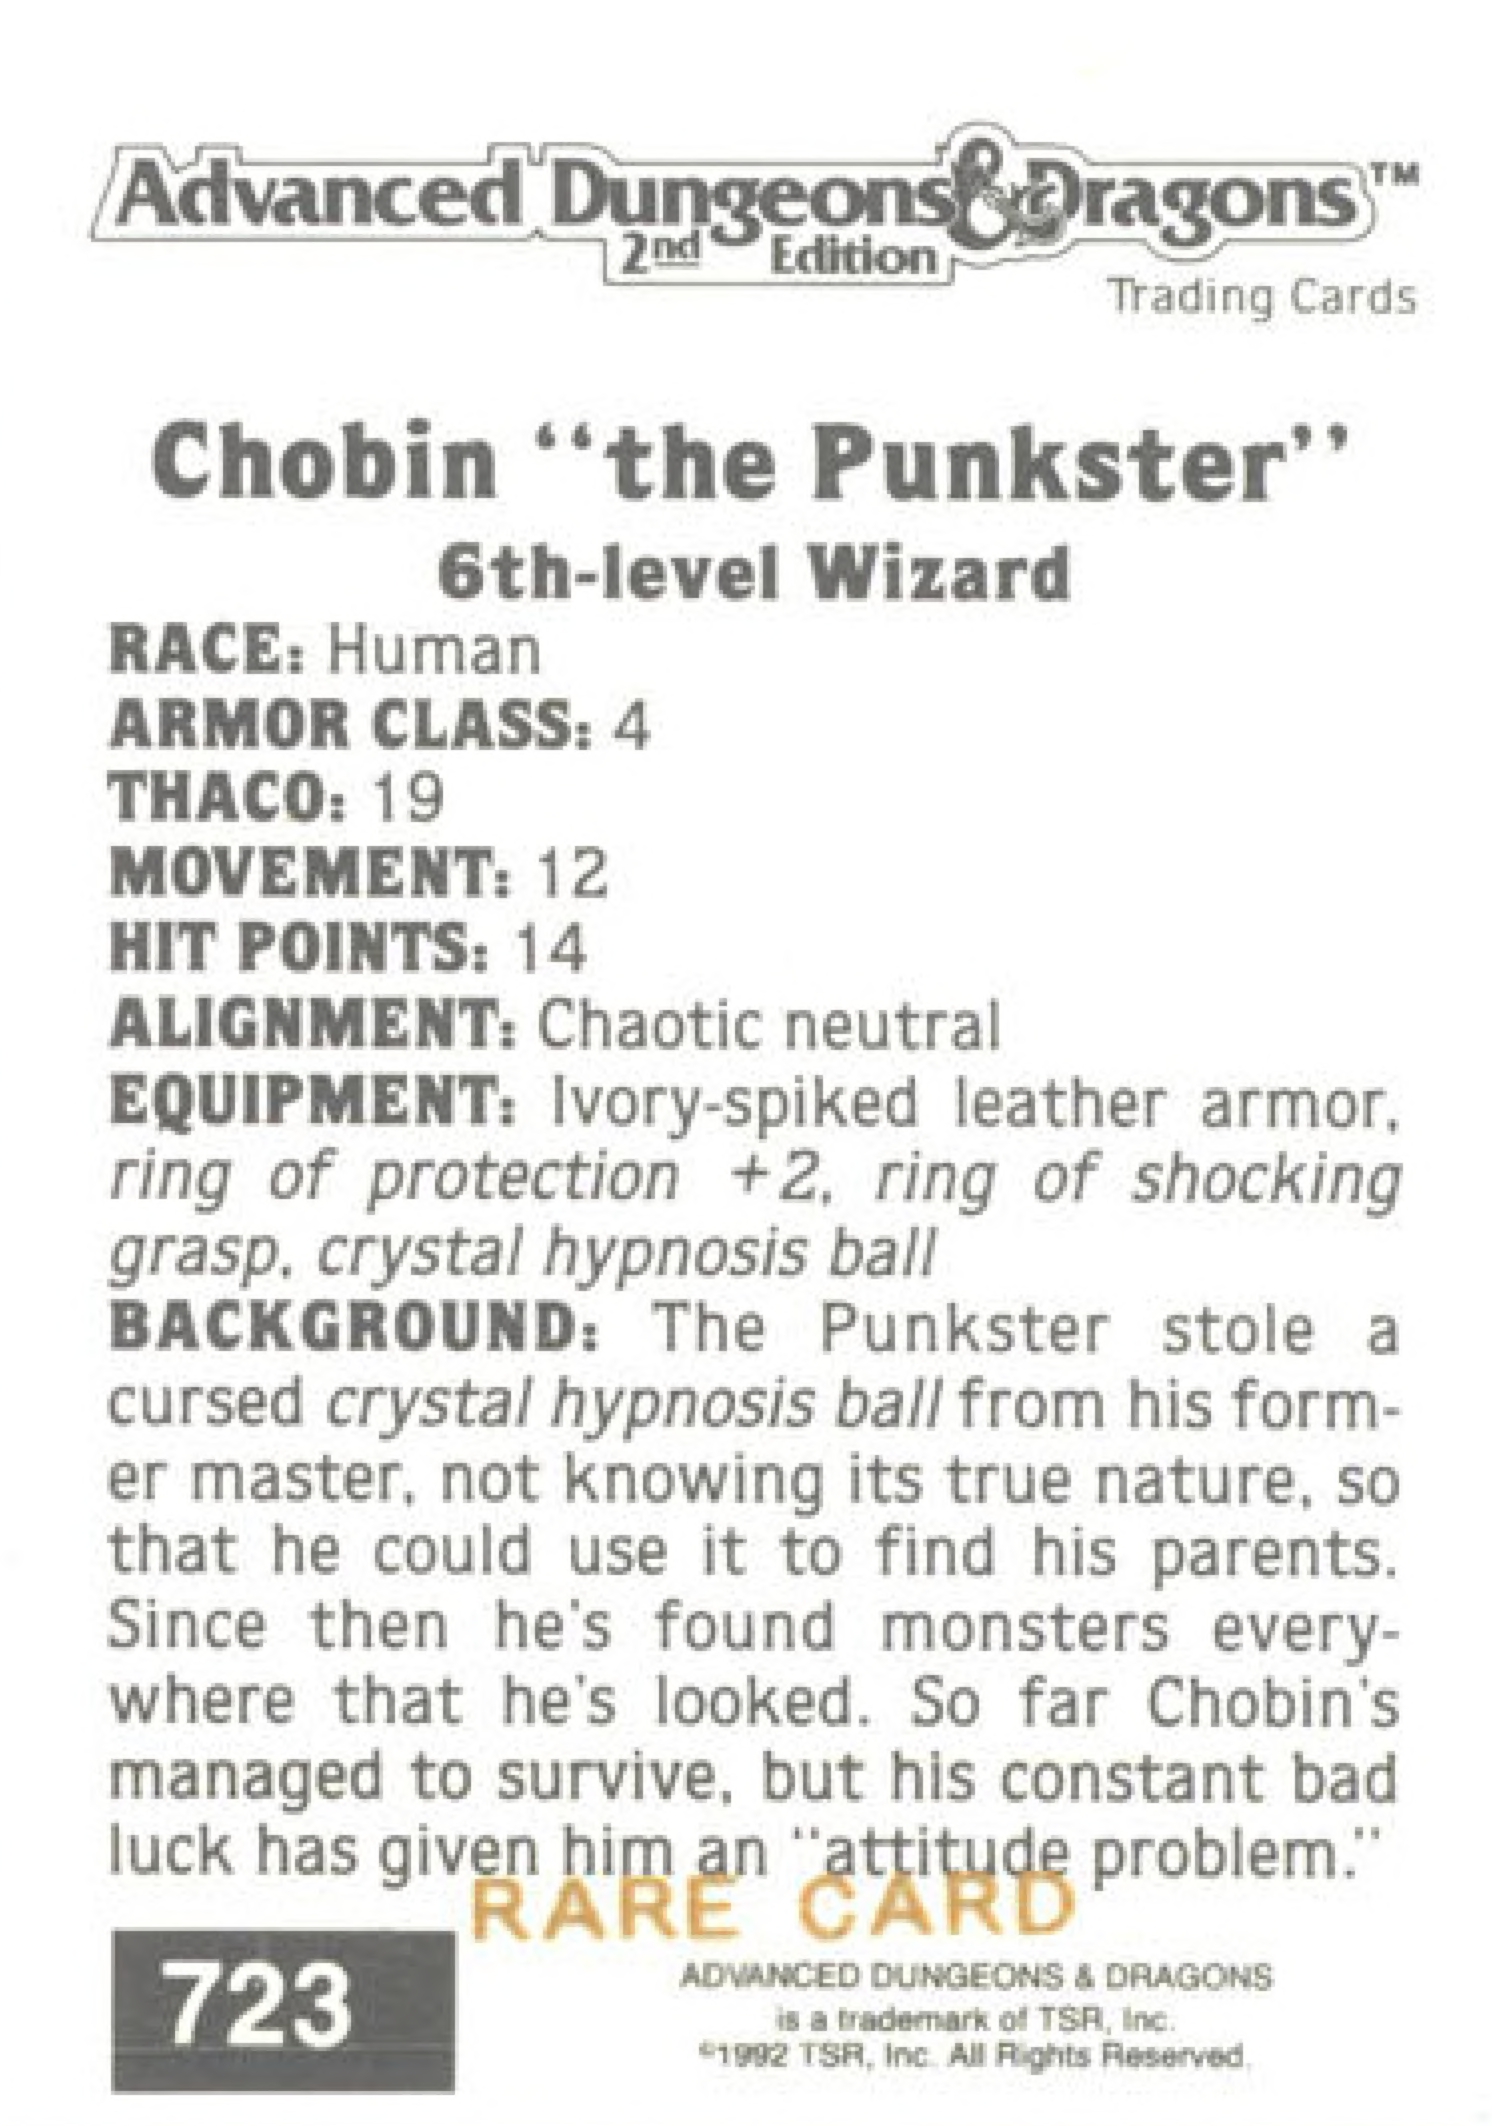 Advanced Dungeons & Dragons™
2nd Edition
Trading Cards
Chobin "the Punkster"
6th-level Wizard
RACE: Human
ARMOR CLASS: 4
THACO: 19
MOVEMENT: 12
HIT POINTS: 14
ALIGNMENT: Chaotic neutral
EQUIPMENT: Ivory-spiked leather armor,
ring of protection +2, ring of shocking
grasp, crystal hypnosis ball
BACKGROUND: The Punkster stole a
cursed crystal hypnosis ball from his form-
er master, not knowing its true nature, so
that he could use it to find his parents.
Since then he's found monsters every-
where that he's looked. So far Chobin's
managed to survive, but his constant bad
luck has given him an "attitude problem."
RARE CARD
723
ADVANCED DUNGEONS & DRAGONS
is a trademark of TSR, Inc.
©1992 TSR, Inc. All Rights Reserved.